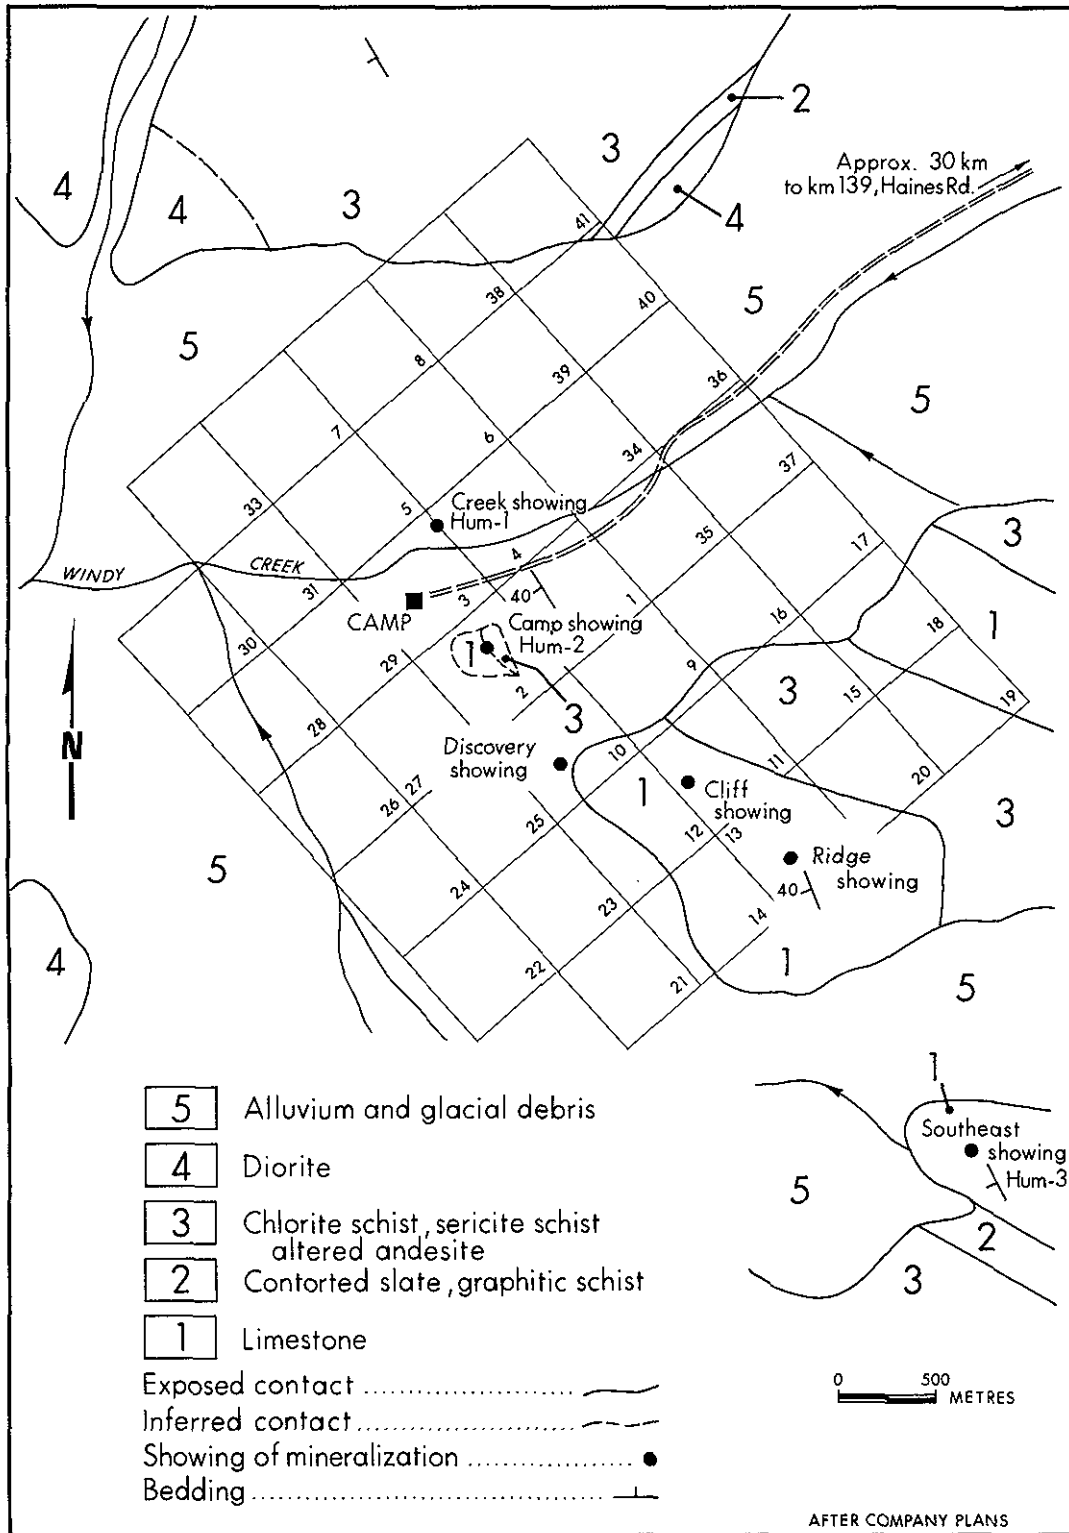 2
3
Approx. 30 km
to km 139, Haines Rd.
4
4
3
4
41
38
40
5
5
8
39
36
5
7
6
34
37
33
5
Creek showing
Hum-1
35
17
3
WINDY CREEK
31
4
3
40
1
CAMP
Camp showing
Hum-2
16
18
1
30
29
1
2
9
3
15
19
28
3
Discovery
showing
10
11
20
27
26
1
Cliff
showing
25
12
13
3
5
Ridge
showing
24
40
23
14
4
22
21
1
5
N
1
Southeast
showing
Hum-3
5
2
3
5 Alluvium and glacial debris
4 Diorite
3 Chlorite schist, sericite schist
altered andesite
2 Contorted slate, graphitic schist
1 Limestone
Exposed contact
Inferred contact
Showing of mineralization
Bedding
0 500 METRES
AFTER COMPANY PLANS